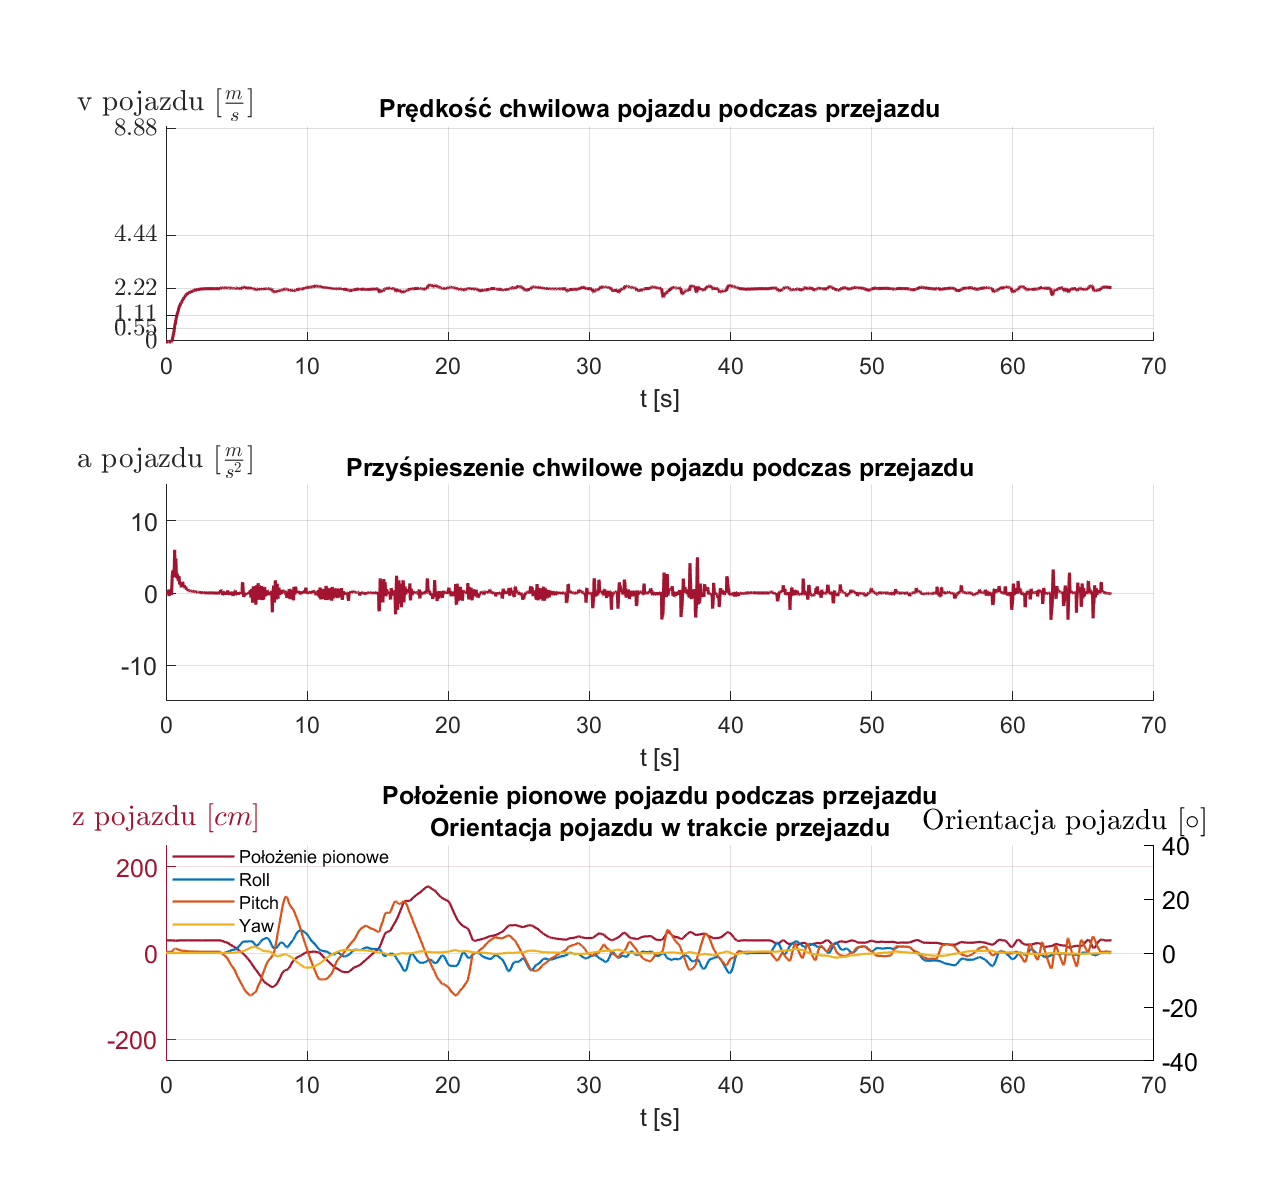 v pojazdu [m/s]
Prędkość chwilowa pojazdu podczas przejazdu
8.88
4.44
2.22
1.11
0.55
0
0 10 20 30 40 50 60 70
t [s]
a pojazdu [m/s²]
Przyśpieszenie chwilowe pojazdu podczas przejazdu
10
0
-10
0 10 20 30 40 50 60 70
t [s]
Położenie pionowe pojazdu podczas przejazdu
z pojazdu [cm]
Orientacja pojazdu w trakcie przejazdu
Orientacja pojazdu [∘]
Położenie pionowe
Roll
Pitch
Yaw
200
0
-200
40
20
0
-20
-40
0 10 20 30 40 50 60 70
t [s]